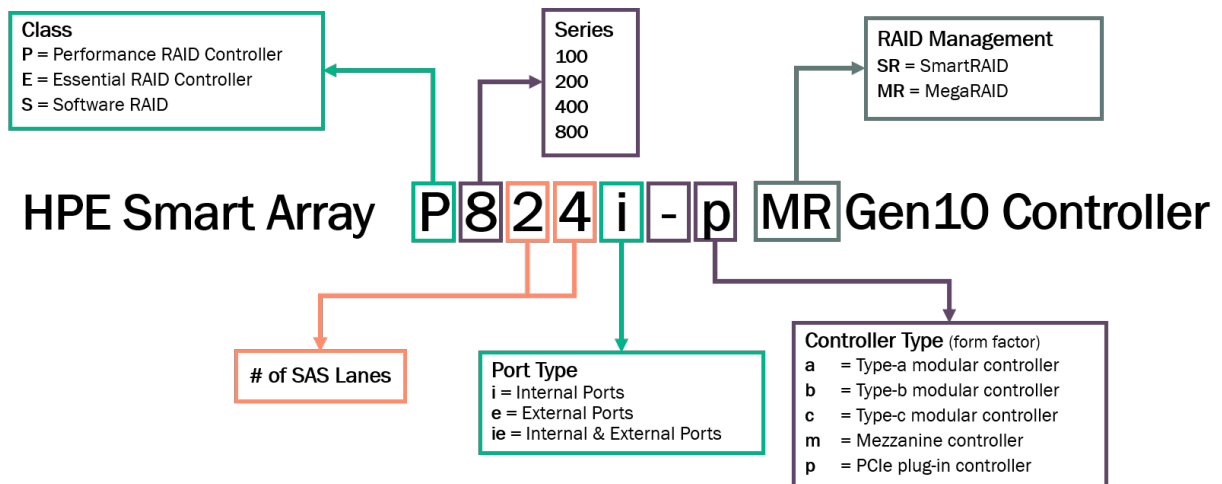 Class
P = Performance RAID Controller
E = Essential RAID Controller
S = Software RAID
Series
100
200
400
800
RAID Management
SR = SmartRAID
MR = MegaRAID
HPE Smart Array P824i-p MR Gen10 Controller
# of SAS Lanes
Port Type
i = Internal Ports
e = External Ports
ie = Internal & External Ports
Controller Type (form factor)
a = Type-a modular controller
b = Type-b modular controller
c = Type-c modular controller
m = Mezzanine controller
p = PCIe plug-in controller